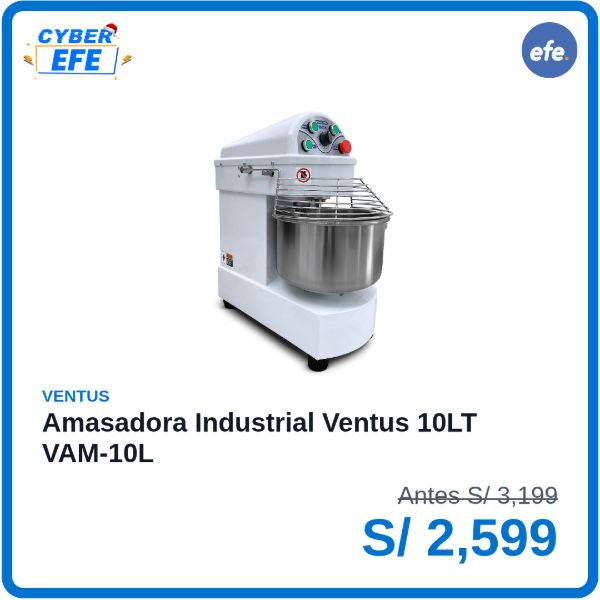 CYBER
EFE
efe.
VENTUS
Amasadora Industrial Ventus 10LT
VAM-10L
Antes S/ 3,199
S/ 2,599